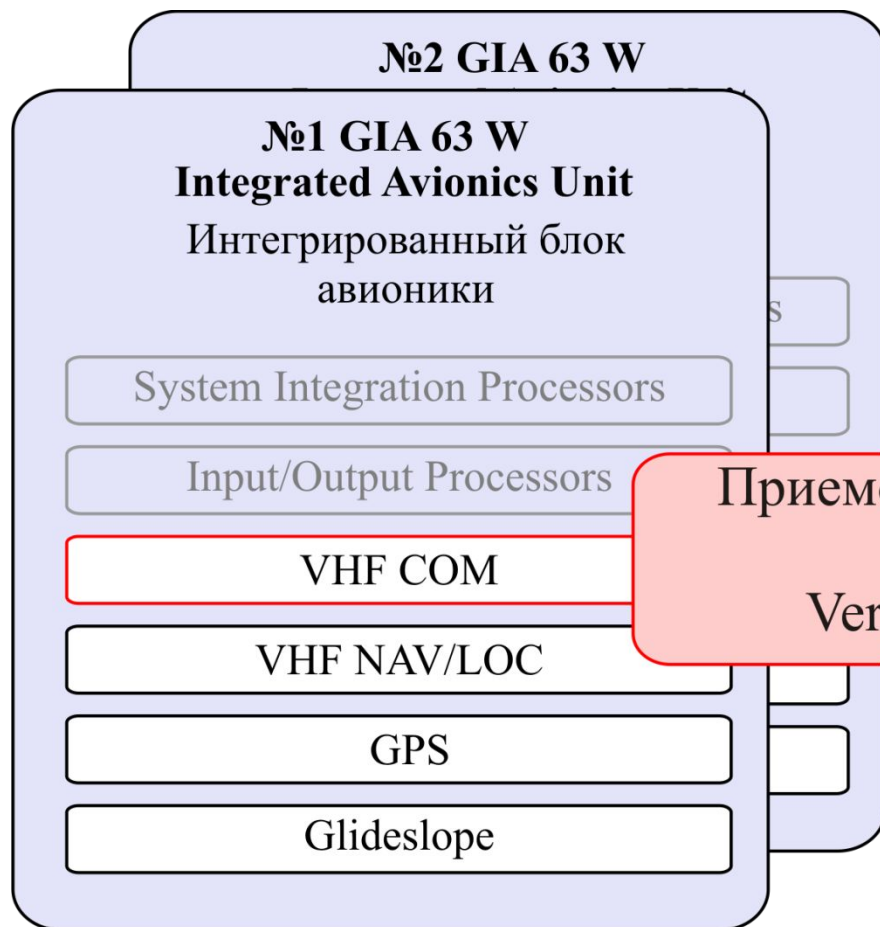 №2 GIA 63 W
№1 GIA 63 W
Integrated Avionics Unit
Интегрированный блок
авионики
System Integration Processors
Input/Output Processors
VHF COM
VHF NAV/LOC
GPS
Glideslope